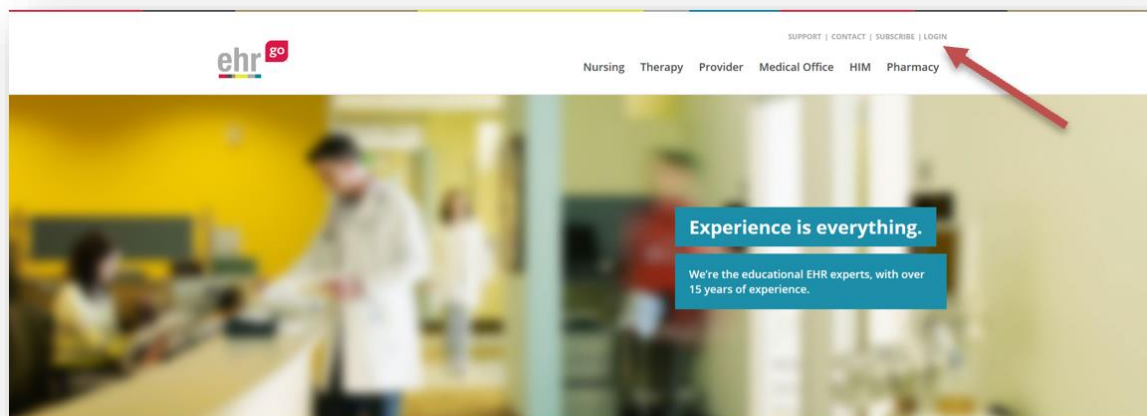 ehr go
SUPPORT | CONTACT | SUBSCRIBE | LOGIN
Nursing Therapy Provider Medical Office HIM Pharmacy
Experience is everything.
We're the educational EHR experts, with over
15 years of experience.